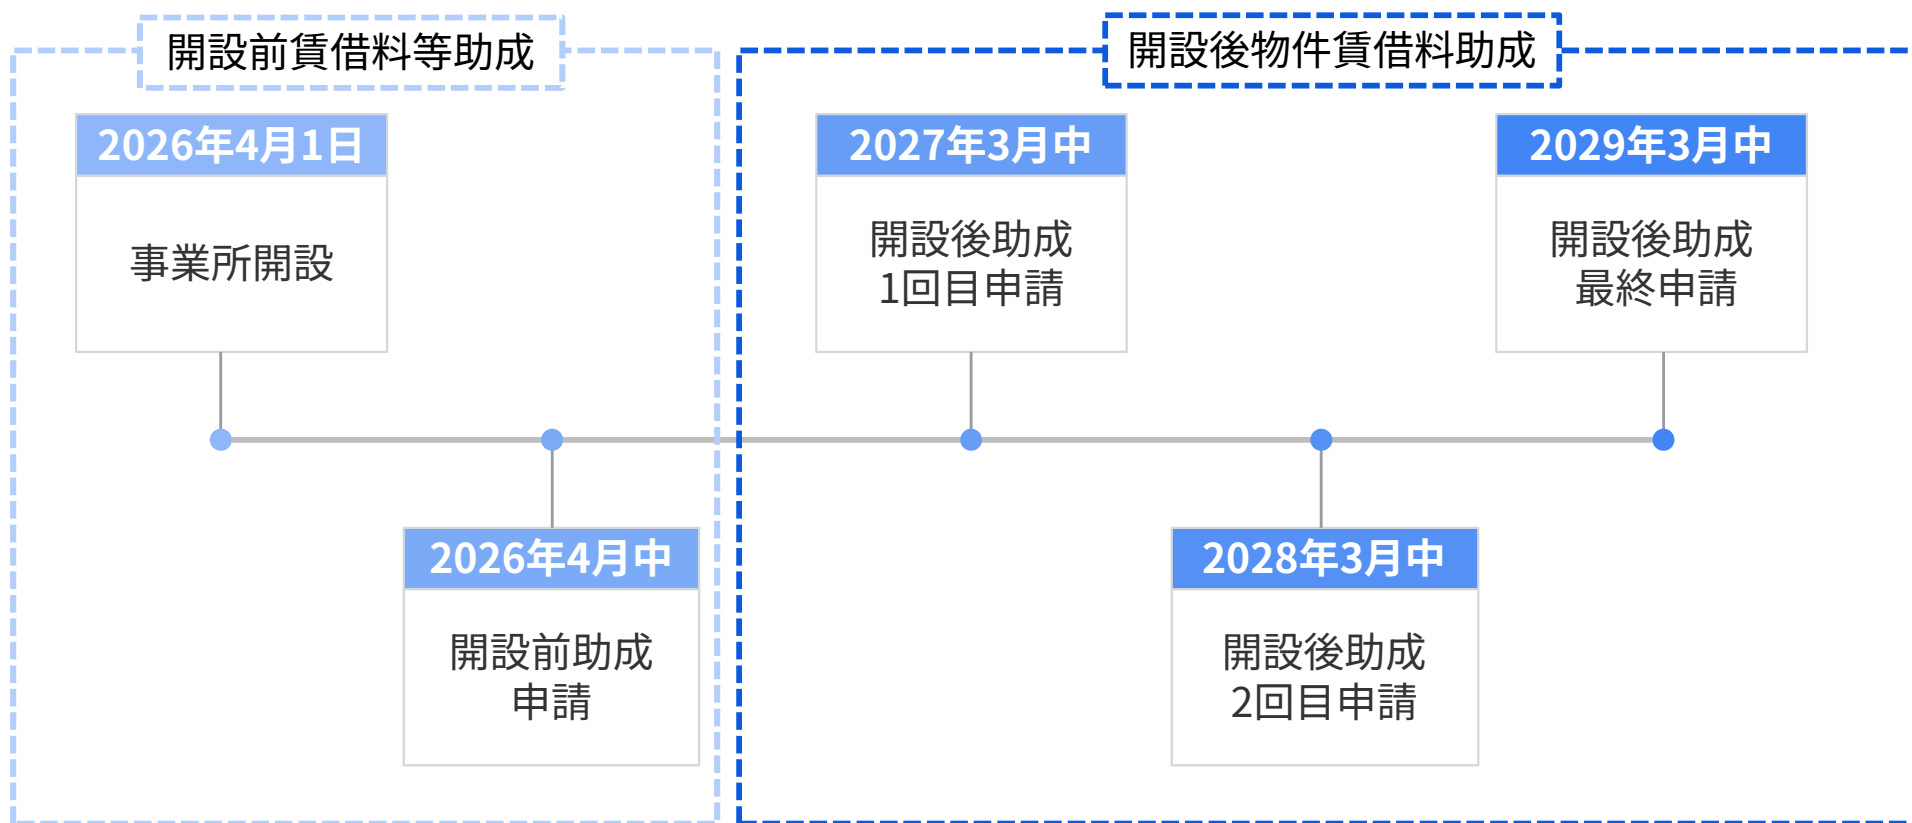 開設前賃借料等助成
2026年4月1日
事業所開設
2026年4月中
開設前助成
申請
開設後物件賃借料助成
2027年3月中
開設後助成
1回目申請
2028年3月中
開設後助成
2回目申請
2029年3月中
開設後助成
最終申請